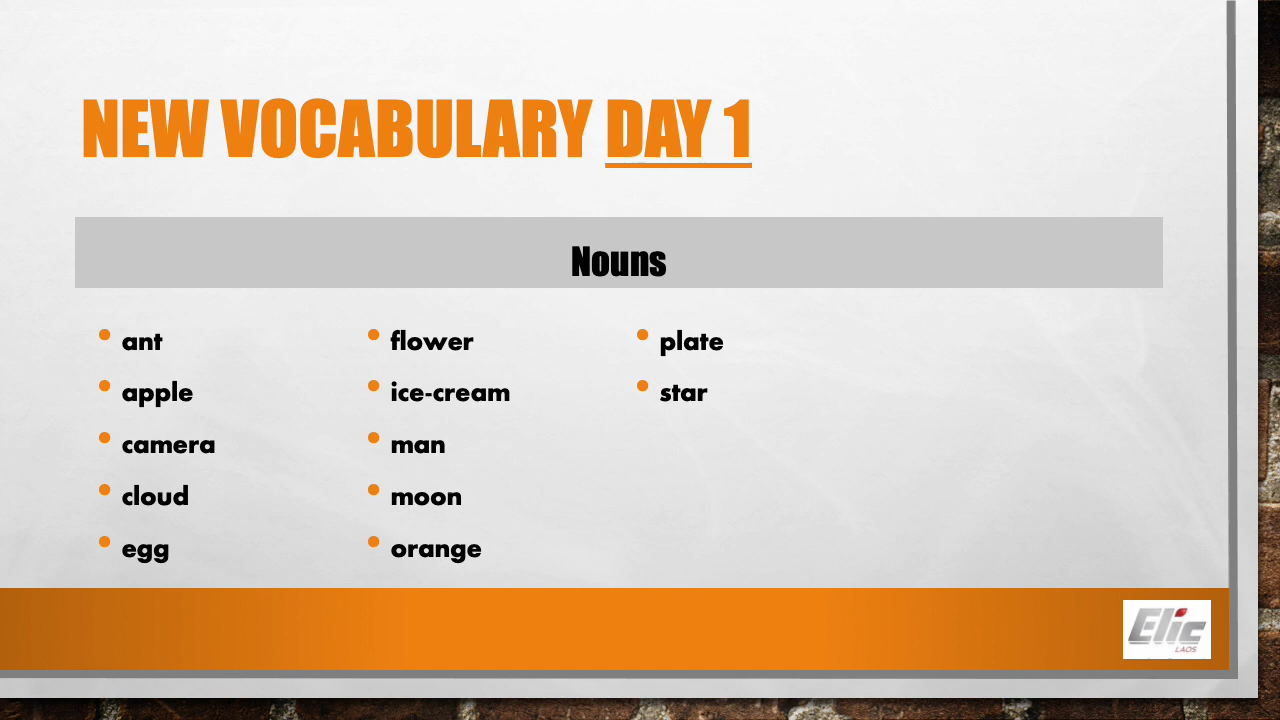 NEW VOCABULARY DAY 1
Nouns
• ant
• apple
• camera
• cloud
• egg
• flower
• ice-cream
• man
• moon
• orange
• plate
• star
Elic
LAOS